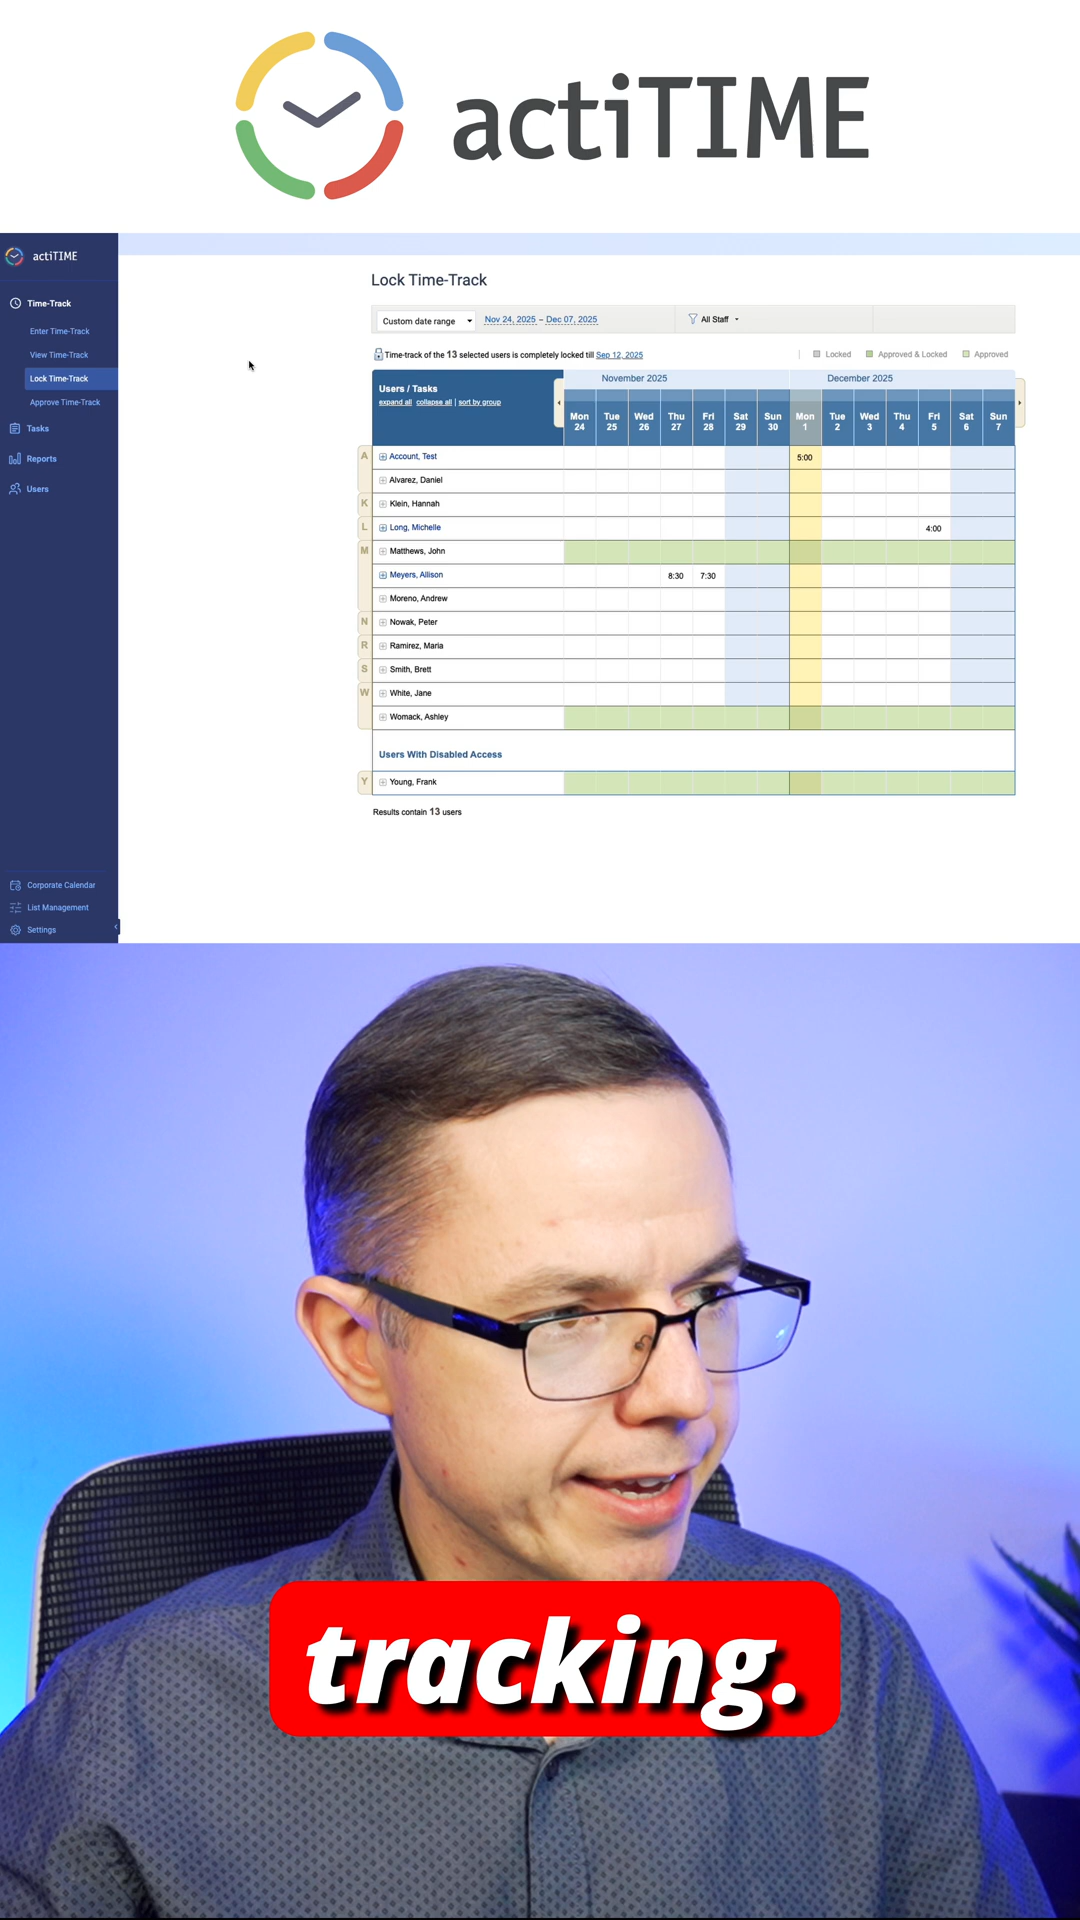 actiTIME
actiTIME
Time-Track
Enter Time-Track
View Time-Track
Lock Time-Track
Approve Time-Track
Tasks
Reports
Users
Corporate Calendar
List Management
Settings
Lock Time-Track
Custom date range Nov 24, 2025 – Dec 07, 2025 All Staff
Time-track of the 13 selected users is completely locked till Sep 12, 2025 Locked Approved & Locked Approved
Users / Tasks November 2025 December 2025
expand all collapse all | sort by group
Mon Tue Wed Thu Fri Sat Sun Mon Tue Wed Thu Fri Sat Sun
24 25 26 27 28 29 30 1 2 3 4 5 6 7
A Account, Test 5:00
Alvarez, Daniel
K Klein, Hannah
L Long, Michelle 4:00
M Matthews, John
Meyers, Allison 8:30 7:30
Moreno, Andrew
N Nowak, Peter
R Ramirez, Maria
S Smith, Brett
W White, Jane
Womack, Ashley
Users With Disabled Access
Y Young, Frank
Results contain 13 users
tracking.